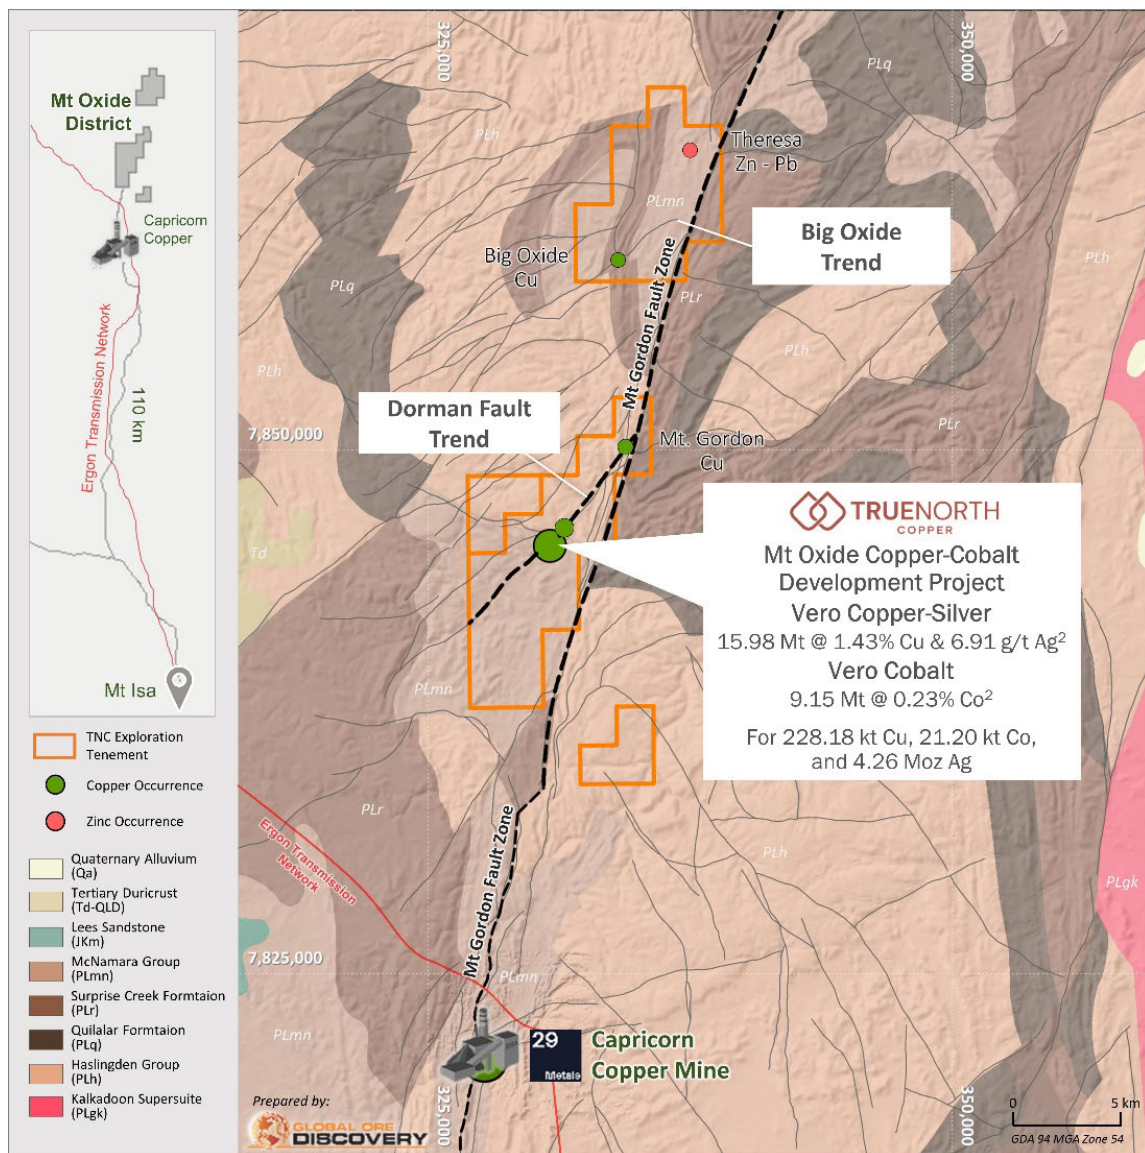 Mt Oxide
District
Capricorn
Copper
Ergon Transmission Network
110 km
Mt Isa
TNC Exploration
Tenement
Copper Occurrence
Zinc Occurrence
Quaternary Alluvium
(Qa)
Tertiary Duricrust
(Td-QLD)
Lees Sandstone
(JKm)
McNamara Group
(PLmn)
Surprise Creek Formtaion
(PLr)
Quilalar Formtaion
(PLq)
Haslingden Group
(PLh)
Kalkadoon Supersuite
(PLgk)
325,000
350,000
PLq
PLh
Theresa
Zn - Pb
PLmn
Big Oxide
Trend
Big Oxide
Cu
PLq
PLr
PLh
PLh
PLh
Mt Gordon Fault Zone
Dorman Fault
Trend
7,850,000
Mt. Gordon
Cu
PLr
Td
TRUENORTH
COPPER
Mt Oxide Copper-Cobalt
Development Project
Vero Copper-Silver
15.98 Mt @ 1.43% Cu & 6.91 g/t Ag²
Vero Cobalt
9.15 Mt @ 0.23% Co²
For 228.18 kt Cu, 21.20 kt Co,
and 4.26 Moz Ag
PLmn
PLr
PLh
PLgk
Ergon Transmission
Network
Mt Gordon Fault Zone
7,825,000
PLmn
PLmn
29
Metals
Capricorn
Copper Mine
Prepared by:
GLOBAL ORE
DISCOVERY
325,000
350,000
0 5 km
GDA 94 MGA Zone 54